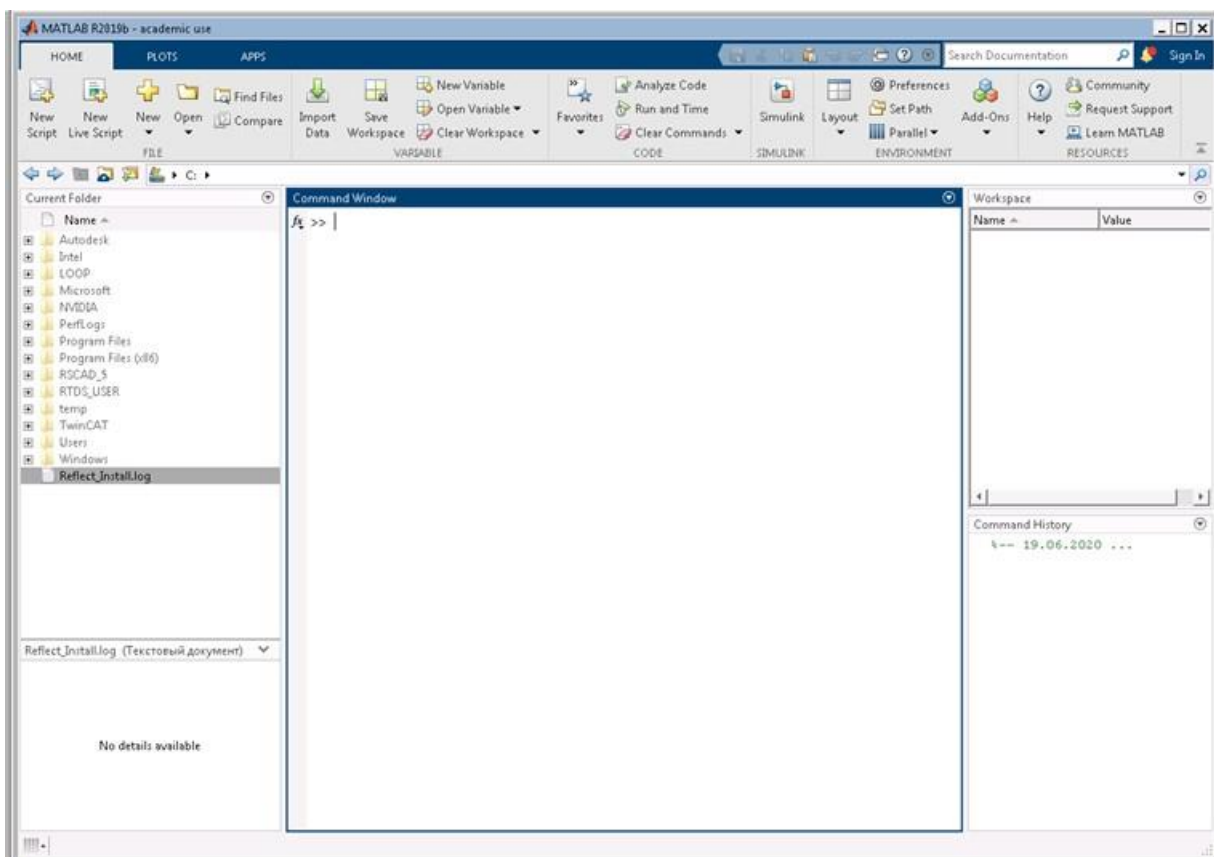 MATLAB R2019b - academic use
HOME PLOTS APPS Search Documentation Sign In
New Script
New Live Script
New
Open
Find Files
Compare
FILE
Import Data
Save Workspace
New Variable
Open Variable
Clear Workspace
VARIABLE
Favorites
Analyze Code
Run and Time
Clear Commands
CODE
Simulink
SIMULINK
Layout
Preferences
Set Path
Parallel
Add-Ons
ENVIRONMENT
Help
Community
Request Support
Learn MATLAB
RESOURCES
C:
Current Folder
Name
Autodesk
Intel
LOOP
Microsoft
NVIDIA
PerfLogs
Program Files
Program Files (x86)
RSCAD_5
RTDS_USER
temp
TwinCAT
Users
Windows
Reflect_Install.log
Reflect_Install.log (Текстовый документ)
No details available
Command Window
fx >>
Workspace
Name Value
Command History
%-- 19.06.2020 ...